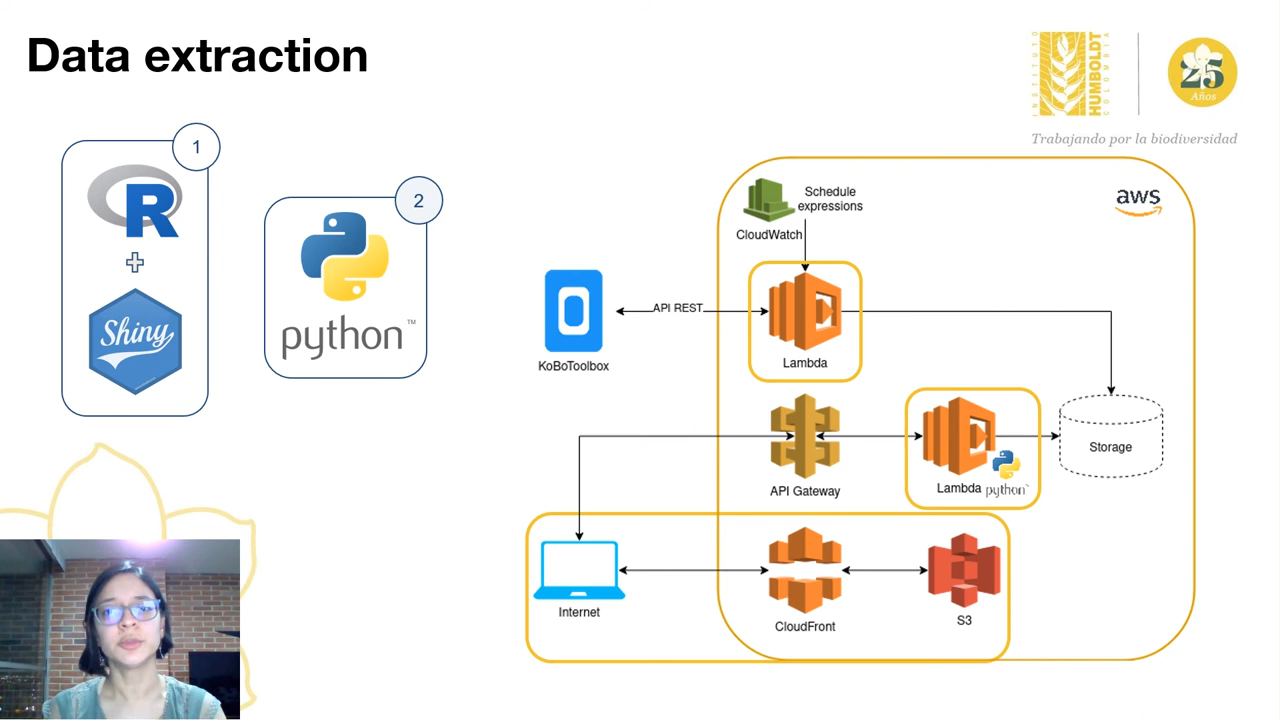 Data extraction
INSTITUTO
HUMBOLDT
COLOMBIA
25
Años
Trabajando por la biodiversidad
1
R
Shiny
2
python™
aws
Schedule
expressions
CloudWatch
API REST
KoBoToolbox
Lambda
Storage
API Gateway
Lambda
python
Internet
CloudFront
S3